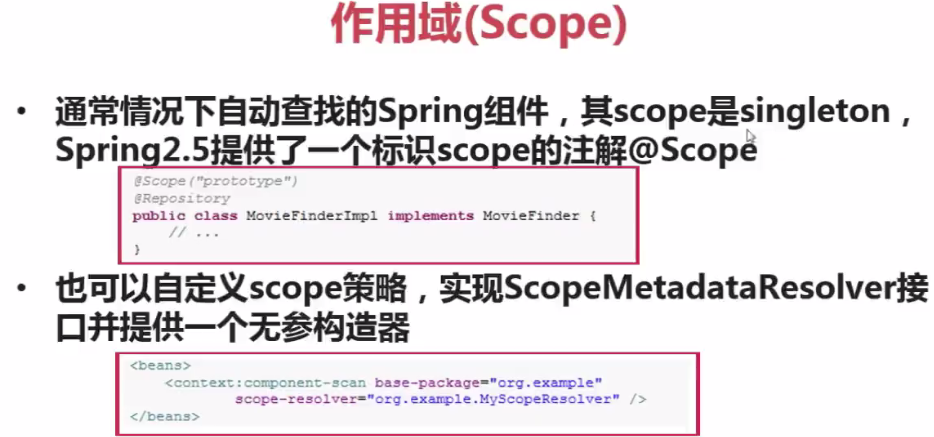 作用域(Scope)
• 通常情况下自动查找的Spring组件，其scope是singleton，
Spring2.5提供了一个标识scope的注解@Scope
@Scope("prototype")
@Repository
public class MovieFinderImpl implements MovieFinder {
// ...
}
• 也可以自定义scope策略，实现ScopeMetadataResolver接
口并提供一个无参构造器
<beans>
<context:component-scan base-package="org.example"
scope-resolver="org.example.MyScopeResolver" />
</beans>